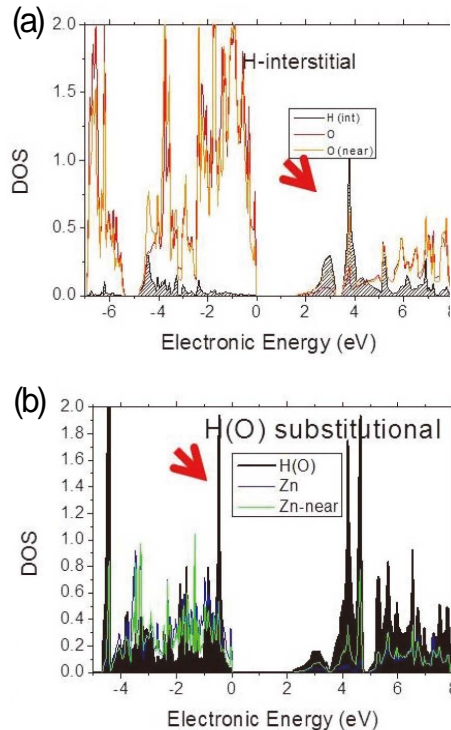 (a)
2.0
1.5
1.0
0.5
0.0
DOS
H-interstitial
H (int)
O
O (near)
-7 -6 -4 -2 0 2 4 6 8
Electronic Energy (eV)
(b)
2.0
1.8
1.6
1.4
1.2
1.0
0.8
0.6
0.4
0.2
0.0
DOS
H(O) substitutional
H(O)
Zn
Zn-near
-4 -2 0 2 4 6 8
Electronic Energy (eV)